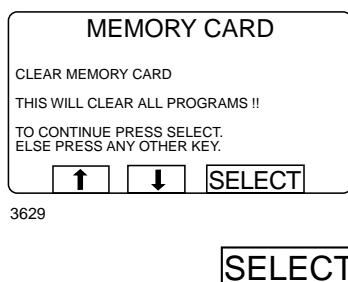 MEMORY CARD
CLEAR MEMORY CARD
THIS WILL CLEAR ALL PROGRAMS !!
TO CONTINUE PRESS SELECT.
ELSE PRESS ANY OTHER KEY.
SELECT
3629
SELECT